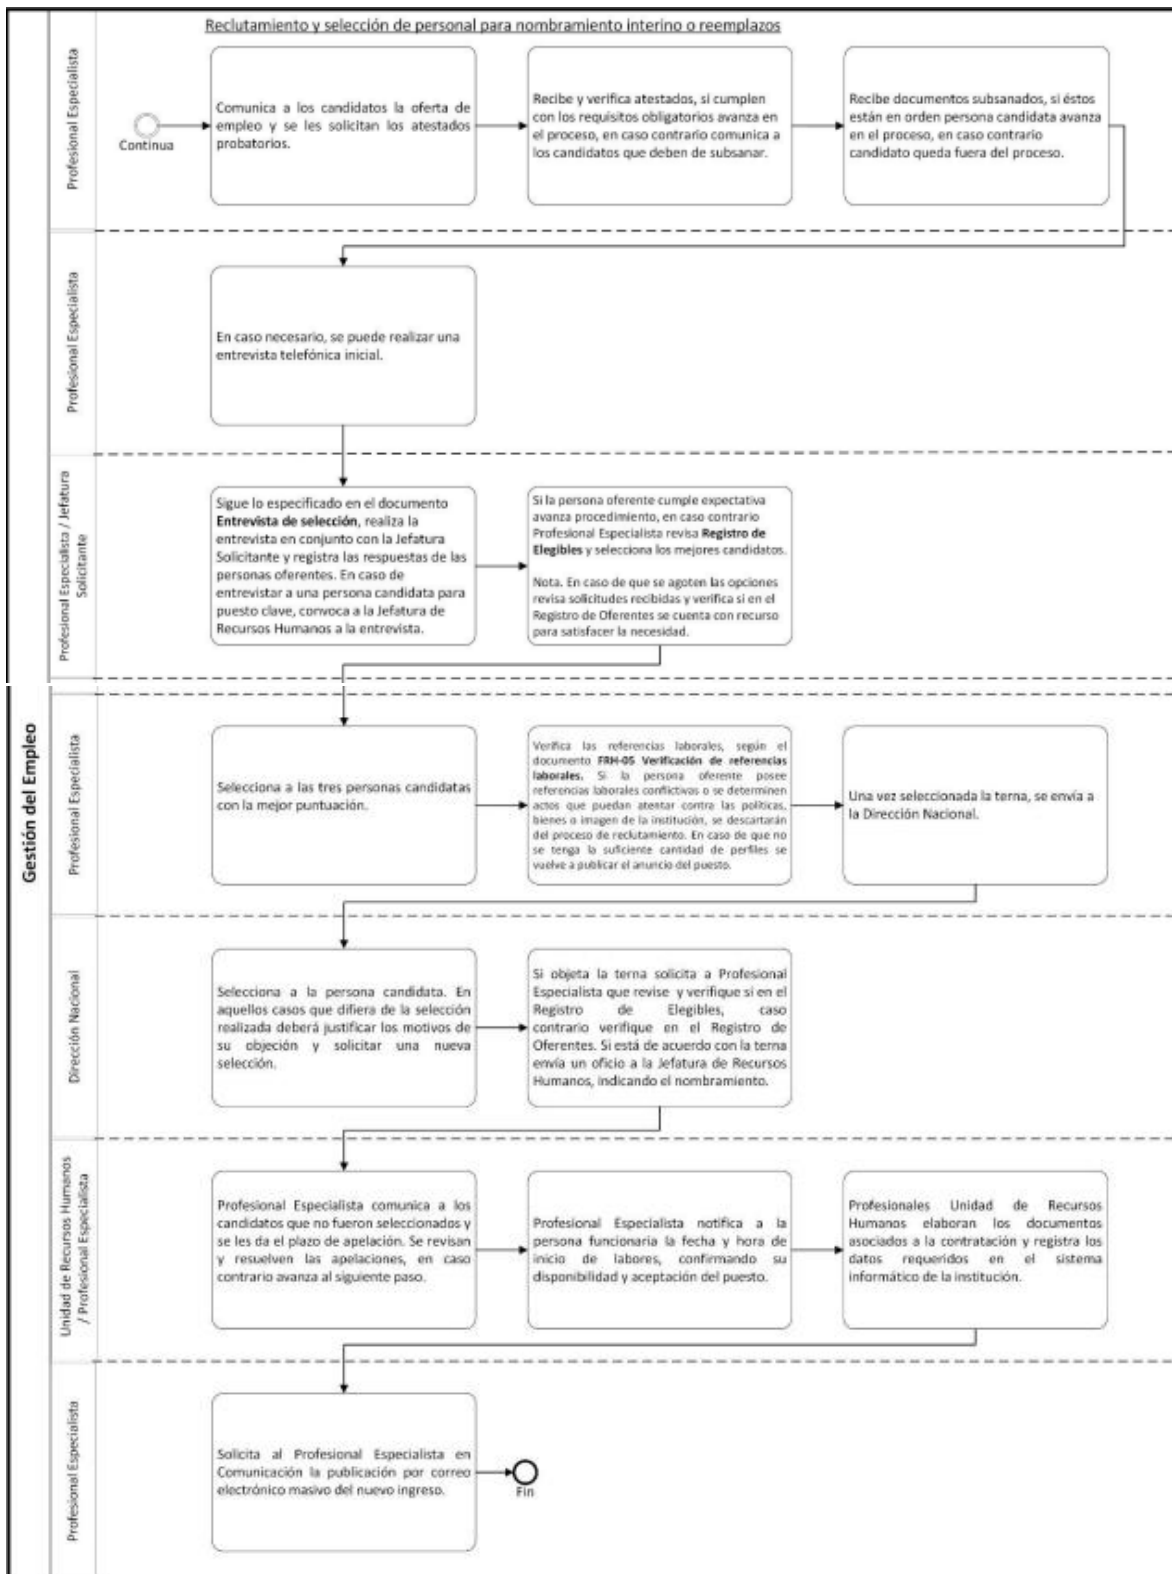 Reclutamiento y selección de personal para nombramiento interino o reemplazos
Gestión del Empleo
Profesional Especialista
Continua
Comunica a los candidatos la oferta de
empleo y se les solicitan los atestados
probatorios.
Recibe y verifica atestados, si cumplen
con los requisitos obligatorios avanza en
el proceso, en caso contrario comunica a
los candidatos que deben de subsanar.
Recibe documentos subsanados, si éstos
están en orden persona candidata avanza
en el proceso, en caso contrario
candidato queda fuera del proceso.
Profesional Especialista
En caso necesario, se puede realizar una
entrevista telefónica inicial.
Profesional Especialista / Jefatura
Solicitante
Sigue lo especificado en el documento
Entrevista de selección, realiza la
entrevista en conjunto con la Jefatura
Solicitante y registra las respuestas de las
personas oferentes. En caso de
entrevistar a una persona candidata para
puesto clave, convoca a la Jefatura de
Recursos Humanos a la entrevista.
Si la persona oferente cumple expectativa
avanza procedimiento, en caso contrario
Profesional Especialista revisa Registro de
Elegibles y selecciona los mejores candidatos.
Nota. En caso de que se agoten las opciones
revisa solicitudes recibidas y verifica si en el
Registro de Oferentes se cuenta con recurso
para satisfacer la necesidad.
Profesional Especialista
Selecciona a las tres personas candidatas
con la mejor puntuación.
Verifica las referencias laborales, según el
documento FRH-05 Verificación de referencias
laborales. Si la persona oferente posee
referencias laborales conflictivas o se determinen
actos que puedan atentar contra las políticas,
bienes o imagen de la institución, se descartarán
del proceso de reclutamiento. En caso de que no
se tenga la suficiente cantidad de perfiles se
vuelve a publicar el anuncio del puesto.
Una vez seleccionada la terna, se envía a
la Dirección Nacional.
Dirección Nacional
Selecciona a la persona candidata. En
aquellos casos que difiera de la selección
realizada deberá justificar los motivos de
su objeción y solicitar una nueva
selección.
Si objeta la terna solicita a Profesional
Especialista que revise y verifique si en el
Registro de Elegibles, caso
contrario verifique en el Registro de
Oferentes. Si está de acuerdo con la terna
envía un oficio a la Jefatura de Recursos
Humanos, indicando el nombramiento.
Unidad de Recursos Humanos
/ Profesional Especialista
Profesional Especialista comunica a los
candidatos que no fueron seleccionados y
se les da el plazo de apelación. Se revisan
y resuelven las apelaciones, en caso
contrario avanza al siguiente paso.
Profesional Especialista notifica a la
persona funcionaria la fecha y hora de
inicio de labores, confirmando su
disponibilidad y aceptación del puesto.
Profesionales Unidad de Recursos
Humanos elaboran los documentos
asociados a la contratación y registra los
datos requeridos en el sistema
informático de la institución.
Profesional Especialista
Solicita al Profesional Especialista en
Comunicación la publicación por correo
electrónico masivo del nuevo ingreso.
Fin